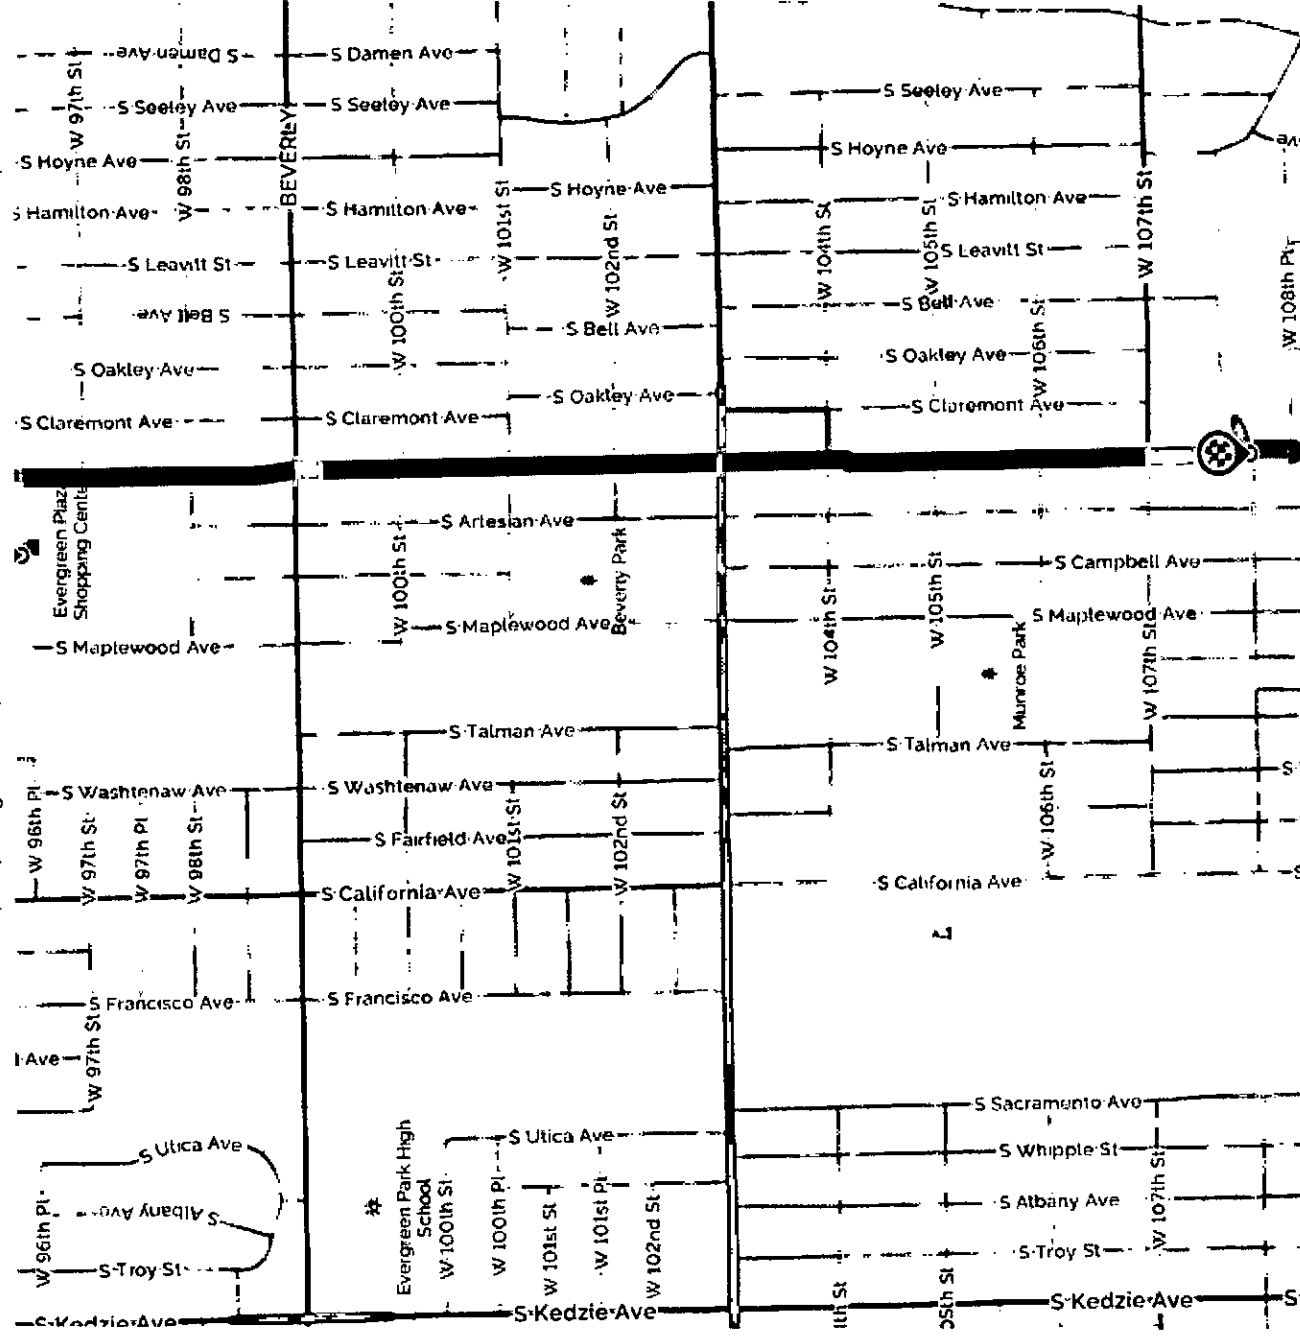 S Damen Ave
S Damen Ave
W 97th St
S Seeley Ave
S Seeley Ave
S Seeley Ave
W 98th St
BEVERLY
S Hoyne Ave
S Hoyne Ave
S Hoyne Ave
S Hamilton Ave
S Hamilton Ave
S Hamilton Ave
W 101st St
W 102nd St
W 104th St
W 105th St
W 107th St
W 108th Pl
S Leavitt St
S Leavitt St
S Leavitt St
W 100th St
S Bell Ave
S Bell Ave
S Bell Ave
W 106th St
S Oakley Ave
S Oakley Ave
S Oakley Ave
S Claremont Ave
S Claremont Ave
S Claremont Ave
Evergreen Plaz
Shopping Cente
S Artesian Ave
W 100th St
Beverly Park
W 104th St
W 105th St
S Campbell Ave
S Maplewood Ave
S Maplewood Ave
S Maplewood Ave
Munroe Park
W 107th St
S Talman Ave
S Talman Ave
W 96th Pl
S Washtenaw Ave
S Washtenaw Ave
W 97th St
W 97th Pl
W 98th St
S Fairfield Ave
W 101st St
W 102nd St
W 106th St
S California Ave
S California Ave
S Francisco Ave
S Francisco Ave
W 97th St
Ave
S Sacramento Ave
S Utica Ave
S Utica Ave
S Whipple St
Evergreen Park High
School
W 100th St
W 100th Pl
W 101st St
W 101st Pl
W 102nd St
W 107th St
W 96th Pl
S Albany Ave
S Albany Ave
S Troy St
S Troy St
S Kedzie Ave
S Kedzie Ave
S Kedzie Ave